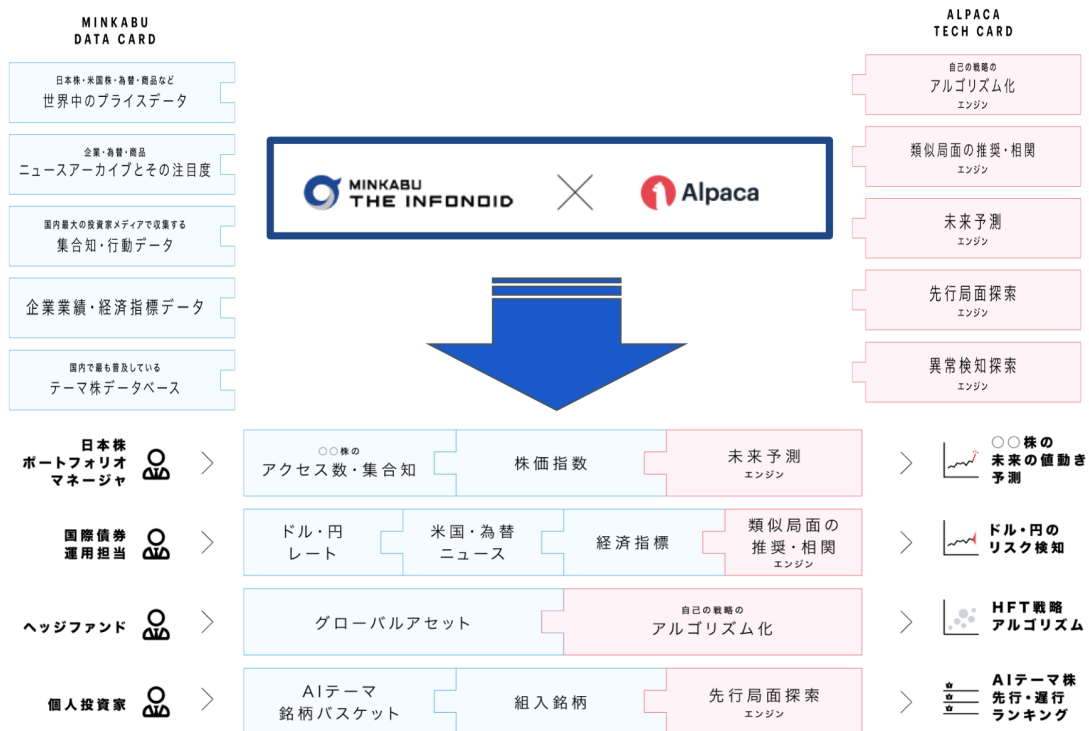 MINKABU
DATA CARD
日本株・米国株・為替・商品など
世界中のプライスデータ
企業・為替・商品
ニュースアーカイブとその注目度
国内最大の投資家メディアで収集する
集合知・行動データ
企業業績・経済指標データ
国内で最も普及している
テーマ株データベース
MINKABU
THE INFONOID
Alpaca
ALPACA
TECH CARD
自己の戦略の
アルゴリズム化
エンジン
類似局面の推奨・相関
エンジン
未来予測
エンジン
先行局面探索
エンジン
異常検知探索
エンジン
日本株
ポートフォリオ
マネージャ
〇〇株の
アクセス数・集合知
株価指数
未来予測
エンジン
〇〇株の
未来の値動き
予測
国際債券
運用担当
ドル・円
レート
米国・為替
ニュース
経済指標
類似局面の
推奨・相関
エンジン
ドル・円の
リスク検知
ヘッジファンド
グローバルアセット
自己の戦略の
アルゴリズム化
HFT戦略
アルゴリズム
個人投資家
AIテーマ
銘柄バスケット
組入銘柄
先行局面探索
エンジン
AIテーマ株
先行・遅行
ランキング